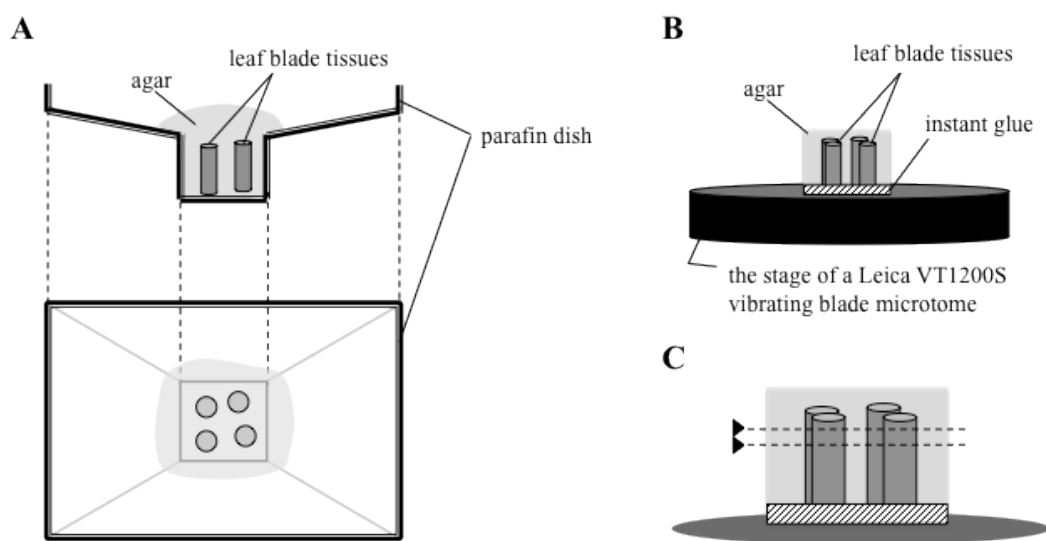 A
leaf blade tissues
agar
parafin dish
B
leaf blade tissues
agar
instant glue
the stage of a Leica VT1200S
vibrating blade microtome
C